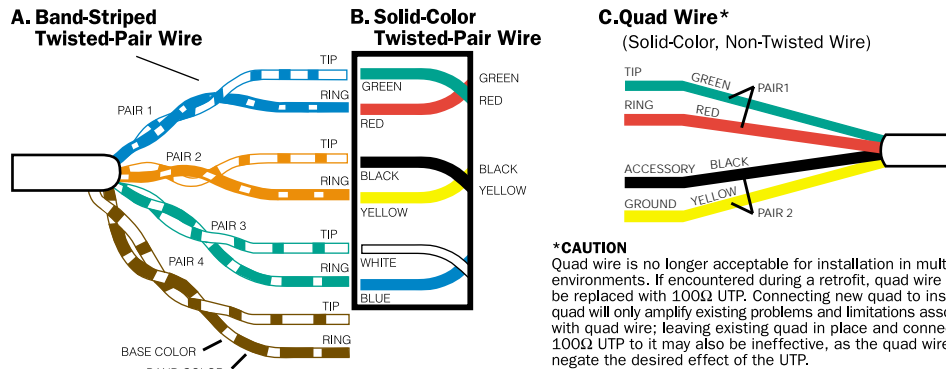 A. Band-Striped
Twisted-Pair Wire
TIP
RING
PAIR 1
TIP
PAIR 2
RING
PAIR 3
TIP
PAIR 4
RING
TIP
RING
BASE COLOR
B. Solid-Color
Twisted-Pair Wire
GREEN
GREEN
RED
RED
BLACK
BLACK
YELLOW
YELLOW
WHITE
BLUE
C.Quad Wire*
(Solid-Color, Non-Twisted Wire)
TIP
GREEN
PAIR1
RING
RED
ACCESSORY
BLACK
GROUND
YELLOW
PAIR 2
*CAUTION
Quad wire is no longer acceptable for installation in mult
environments. If encountered during a retrofit, quad wire
be replaced with 100Ω UTP. Connecting new quad to ins
quad will only amplify existing problems and limitations asso
with quad wire; leaving existing quad in place and conne
100Ω UTP to it may also be ineffective, as the quad wire
negate the desired effect of the UTP.